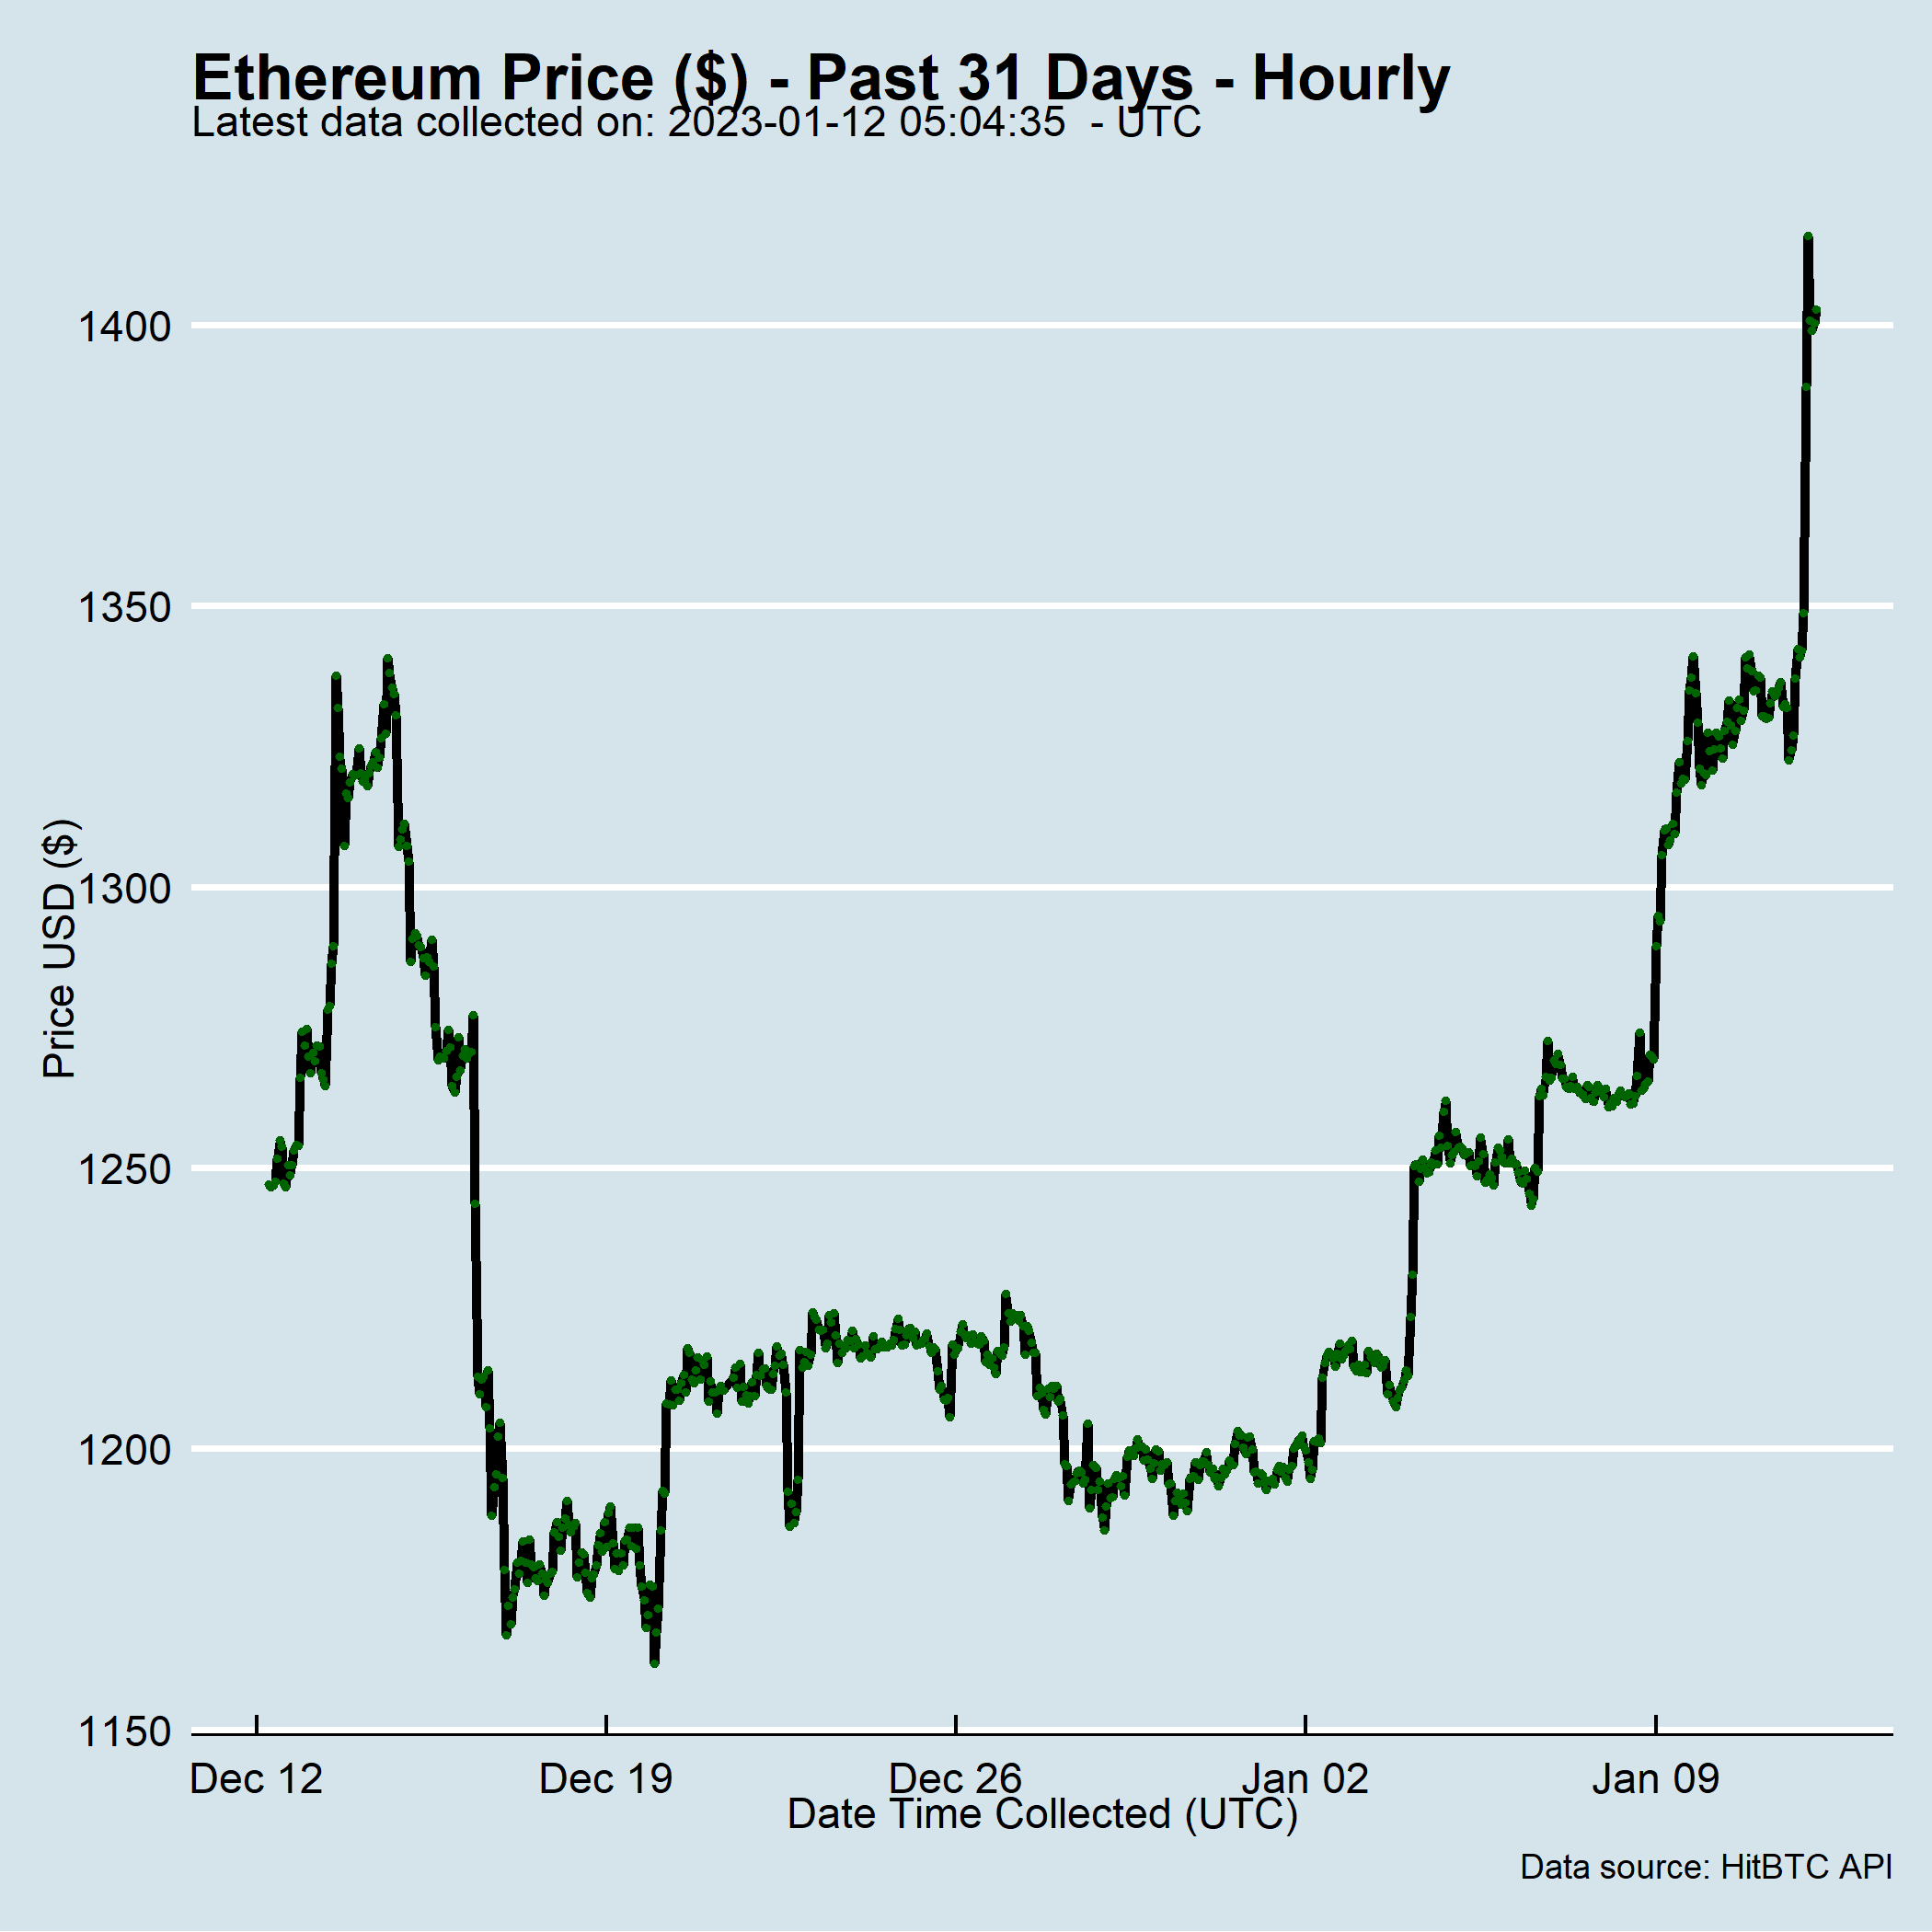 Ethereum Price ($) - Past 31 Days - Hourly
Latest data collected on: 2023-01-12 05:04:35  - UTC
Price USD ($)
1400
1350
1300
1250
1200
1150
Dec 12
Dec 19
Dec 26
Jan 02
Jan 09
Date Time Collected (UTC)
Data source: HitBTC API